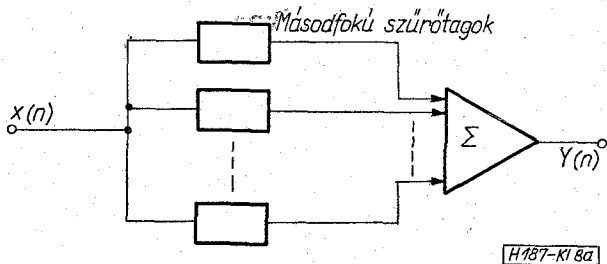 Másodfokú szűrőtagok
x(n)
Σ
Y(n)
H187-KI 8a